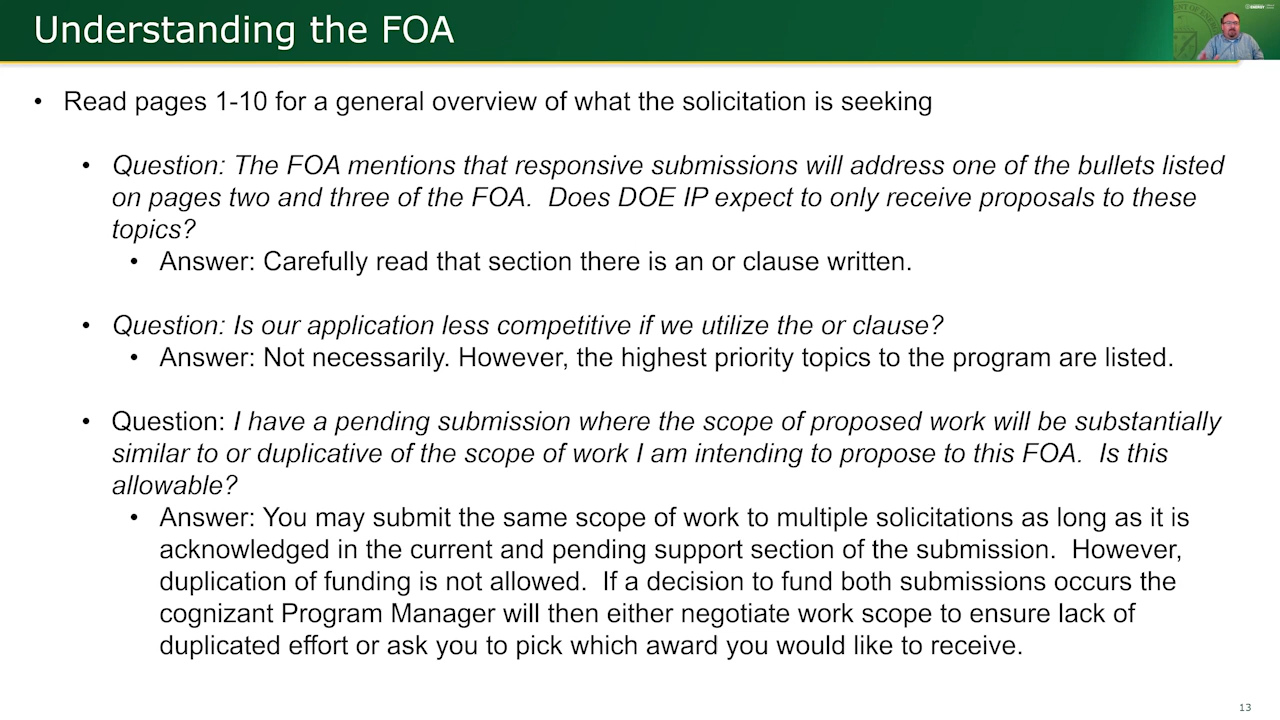 Understanding the FOA
• Read pages 1-10 for a general overview of what the solicitation is seeking
• Question: The FOA mentions that responsive submissions will address one of the bullets listed
on pages two and three of the FOA.  Does DOE IP expect to only receive proposals to these
topics?
• Answer: Carefully read that section there is an or clause written.
• Question: Is our application less competitive if we utilize the or clause?
• Answer: Not necessarily. However, the highest priority topics to the program are listed.
• Question: I have a pending submission where the scope of proposed work will be substantially
similar to or duplicative of the scope of work I am intending to propose to this FOA.  Is this
allowable?
• Answer: You may submit the same scope of work to multiple solicitations as long as it is
acknowledged in the current and pending support section of the submission.  However,
duplication of funding is not allowed.  If a decision to fund both submissions occurs the
cognizant Program Manager will then either negotiate work scope to ensure lack of
duplicated effort or ask you to pick which award you would like to receive.
13